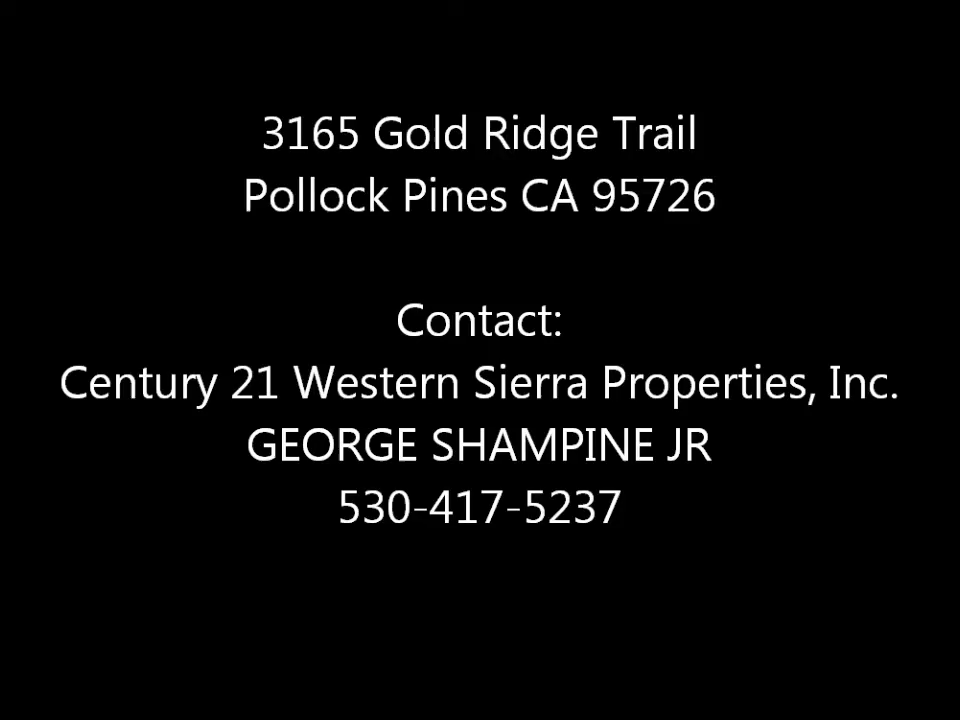 3165 Gold Ridge Trail
Pollock Pines CA 95726
Contact:
Century 21 Western Sierra Properties, Inc.
GEORGE SHAMPINE JR
530-417-5237